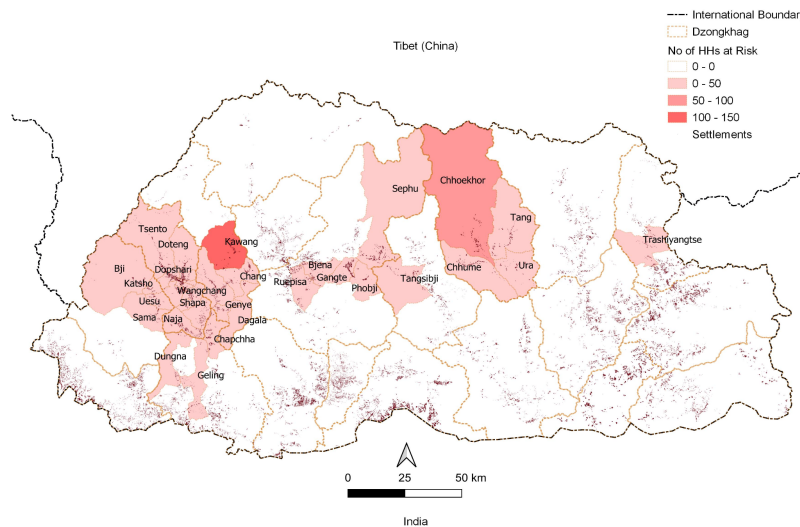 International Boundar
Dzongkhag
No of HHs at Risk
0 - 0
0 - 50
50 - 100
100 - 150
Settlements
Tibet (China)
Chhoekhor
Sephu
Tang
Tsento
Doteng
Kawang
Trashiyangtse
Bji
Dopshari
Chang
Bjena
Chhume
Ura
Katsho
Wangchang
Ruepisa
Gangte
Tangsibji
Phobji
Uesu
Shapa
Genye
Sama
Naja
Dagala
Chapchha
Dungna
Geling
0
25
50 km
India